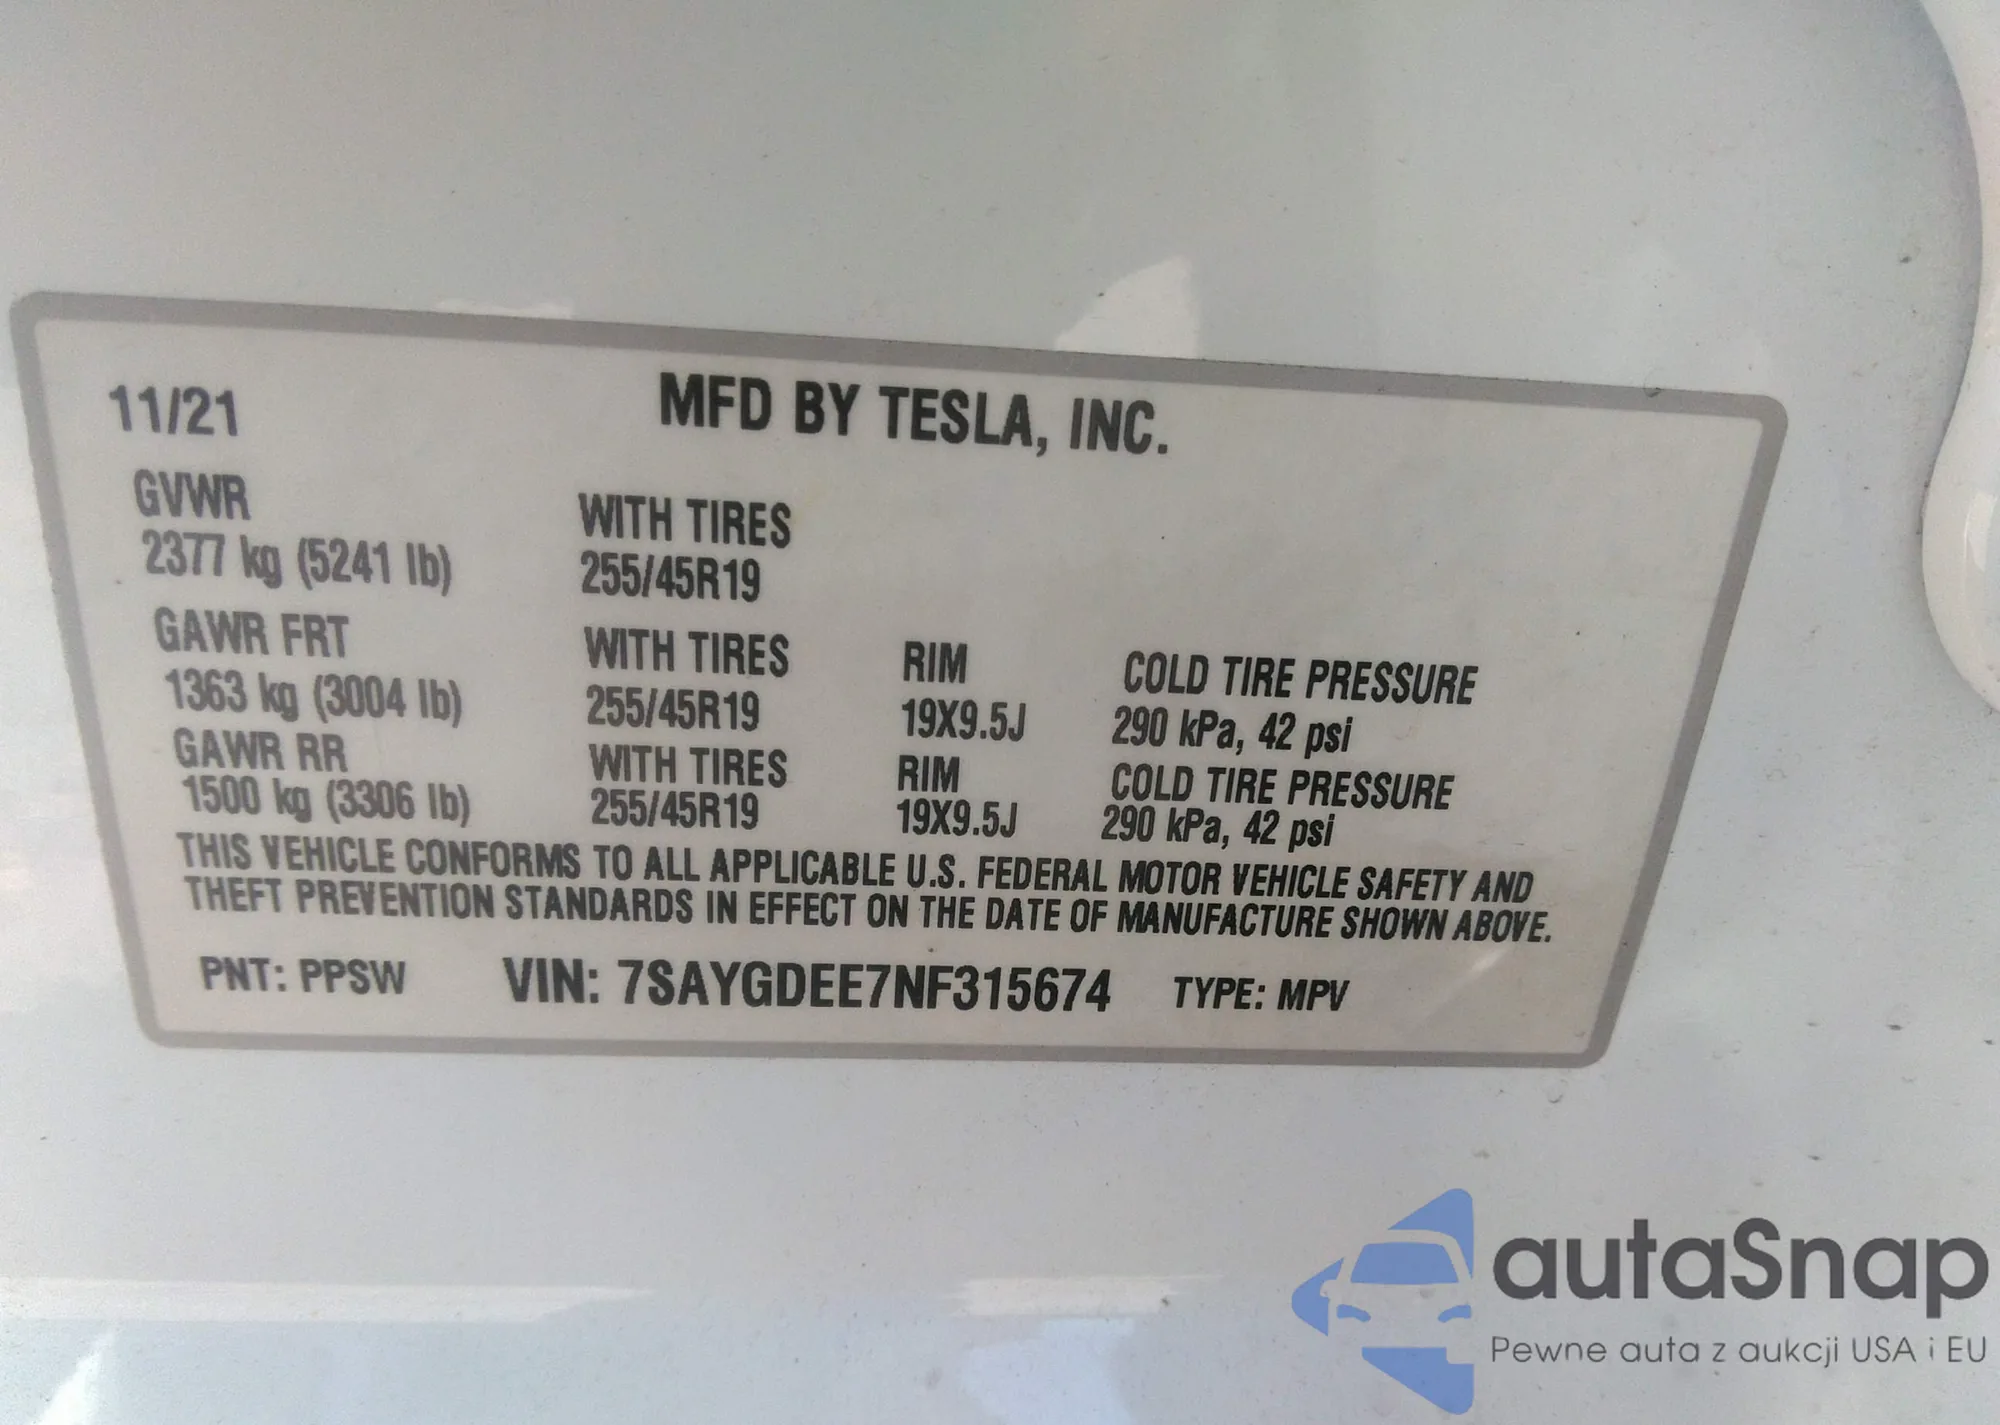 11/21 MFD BY TESLA, INC.
GVWR WITH TIRES
2377 kg (5241 lb) 255/45R19
GAWR FRT WITH TIRES RIM COLD TIRE PRESSURE
1363 kg (3004 lb) 255/45R19 19X9.5J 290 kPa, 42 psi
GAWR RR WITH TIRES RIM COLD TIRE PRESSURE
1500 kg (3306 lb) 255/45R19 19X9.5J 290 kPa, 42 psi
THIS VEHICLE CONFORMS TO ALL APPLICABLE U.S. FEDERAL MOTOR VEHICLE SAFETY AND
THEFT PREVENTION STANDARDS IN EFFECT ON THE DATE OF MANUFACTURE SHOWN ABOVE.
PNT: PPSW VIN: 7SAYGDEE7NF315674 TYPE: MPV
autaSnap
Pewne auta z aukcji USA i EU